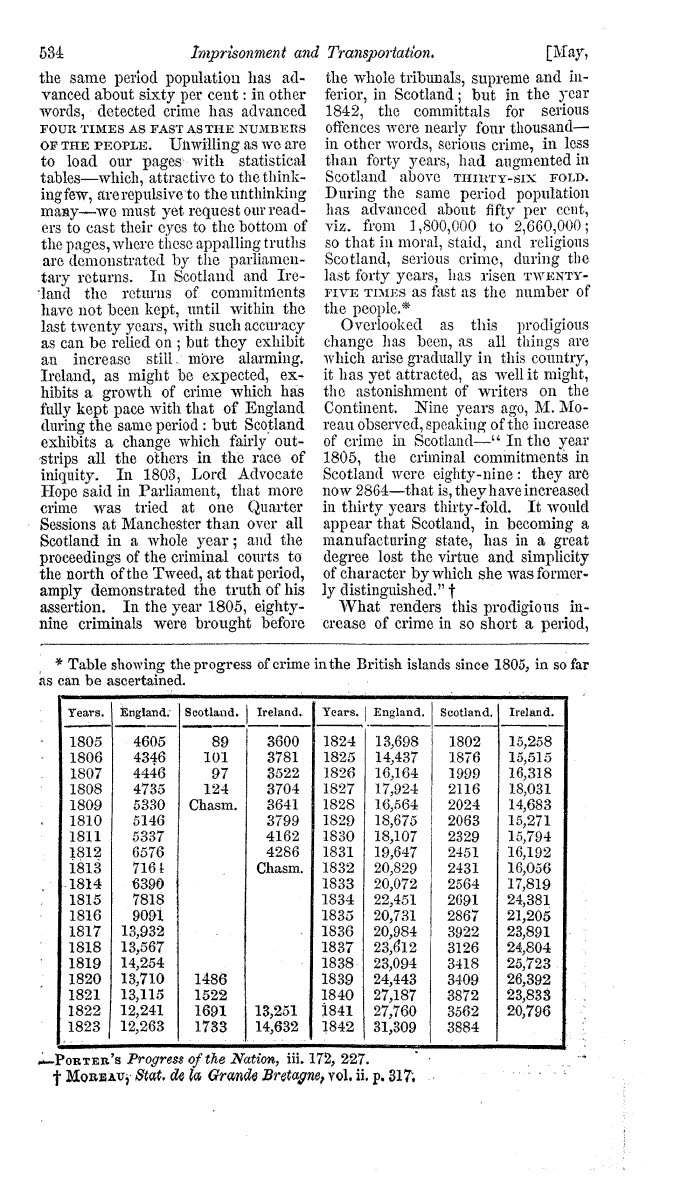 534 Imprisonment and Transportation. [May,
the same period population has ad-
vanced about sixty per cent : in other
words, detected crime has advanced
FOUR TIMES AS FAST AS THE NUMBERS
OF THE PEOPLE. Unwilling as we are
to load our pages with statistical
tables—which, attractive to the think-
ing few, are repulsive to the unthinking
many—we must yet request our read-
ers to cast their eyes to the bottom of
the pages, where these appalling truths
are demonstrated by the parliamen-
tary returns. In Scotland and Ire-
land the returns of commitments
have not been kept, until within the
last twenty years, with such accuracy
as can be relied on ; but they exhibit
an increase still more alarming.
Ireland, as might be expected, ex-
hibits a growth of crime which has
fully kept pace with that of England
during the same period : but Scotland
exhibits a change which fairly out-
strips all the others in the race of
iniquity. In 1803, Lord Advocate
Hope said in Parliament, that more
crime was tried at one Quarter
Sessions at Manchester than over all
Scotland in a whole year ; and the
proceedings of the criminal courts to
the north of the Tweed, at that period,
amply demonstrated the truth of his
assertion. In the year 1805, eighty-
nine criminals were brought before
the whole tribunals, supreme and in-
ferior, in Scotland ; but in the year
1842, the committals for serious
offences were nearly four thousand—
in other words, serious crime, in less
than forty years, had augmented in
Scotland above THIRTY-SIX FOLD.
During the same period population
has advanced about fifty per cent,
viz. from 1,800,000 to 2,660,000 ;
so that in moral, staid, and religious
Scotland, serious crime, during the
last forty years, has risen TWENTY-
FIVE TIMES as fast as the number of
the people.*
Overlooked as this prodigious
change has been, as all things are
which arise gradually in this country,
it has yet attracted, as well it might,
the astonishment of writers on the
Continent. Nine years ago, M. Mo-
reau observed, speaking of the increase
of crime in Scotland—“ In the year
1805, the criminal commitments in
Scotland were eighty-nine : they are
now 2864—that is, they have increased
in thirty years thirty-fold. It would
appear that Scotland, in becoming a
manufacturing state, has in a great
degree lost the virtue and simplicity
of character by which she was former-
ly distinguished.” †
What renders this prodigious in-
crease of crime in so short a period,
* Table showing the progress of crime in the British islands since 1805, in so far
as can be ascertained.
Years. England. Scotland. Ireland. Years. England. Scotland. Ireland.
1805 4605 89 3600 1824 13,698 1802 15,258
1806 4346 101 3781 1825 14,437 1876 15,515
1807 4446 97 3522 1826 16,164 1999 16,318
1808 4735 124 3704 1827 17,924 2116 18,031
1809 5330 Chasm. 3641 1828 16,564 2024 14,683
1810 5146 3799 1829 18,675 2063 15,271
1811 5337 4162 1830 18,107 2329 15,794
1812 6576 4286 1831 19,647 2451 16,192
1813 7164 Chasm. 1832 20,829 2431 16,056
1814 6390 1833 20,072 2564 17,819
1815 7818 1834 22,451 2691 24,381
1816 9091 1835 20,731 2867 21,205
1817 13,932 1836 20,984 3922 23,891
1818 13,567 1837 23,612 3126 24,804
1819 14,254 1838 23,094 3418 25,723
1820 13,710 1486 1839 24,443 3409 26,392
1821 13,115 1522 1840 27,187 3872 23,833
1822 12,241 1691 13,251 1841 27,760 3562 20,796
1823 12,263 1733 14,632 1842 31,309 3884
—PORTER'S Progress of the Nation, iii. 172, 227.
† MOREAU, Stat. de la Grande Bretagne, vol. ii. p. 317.